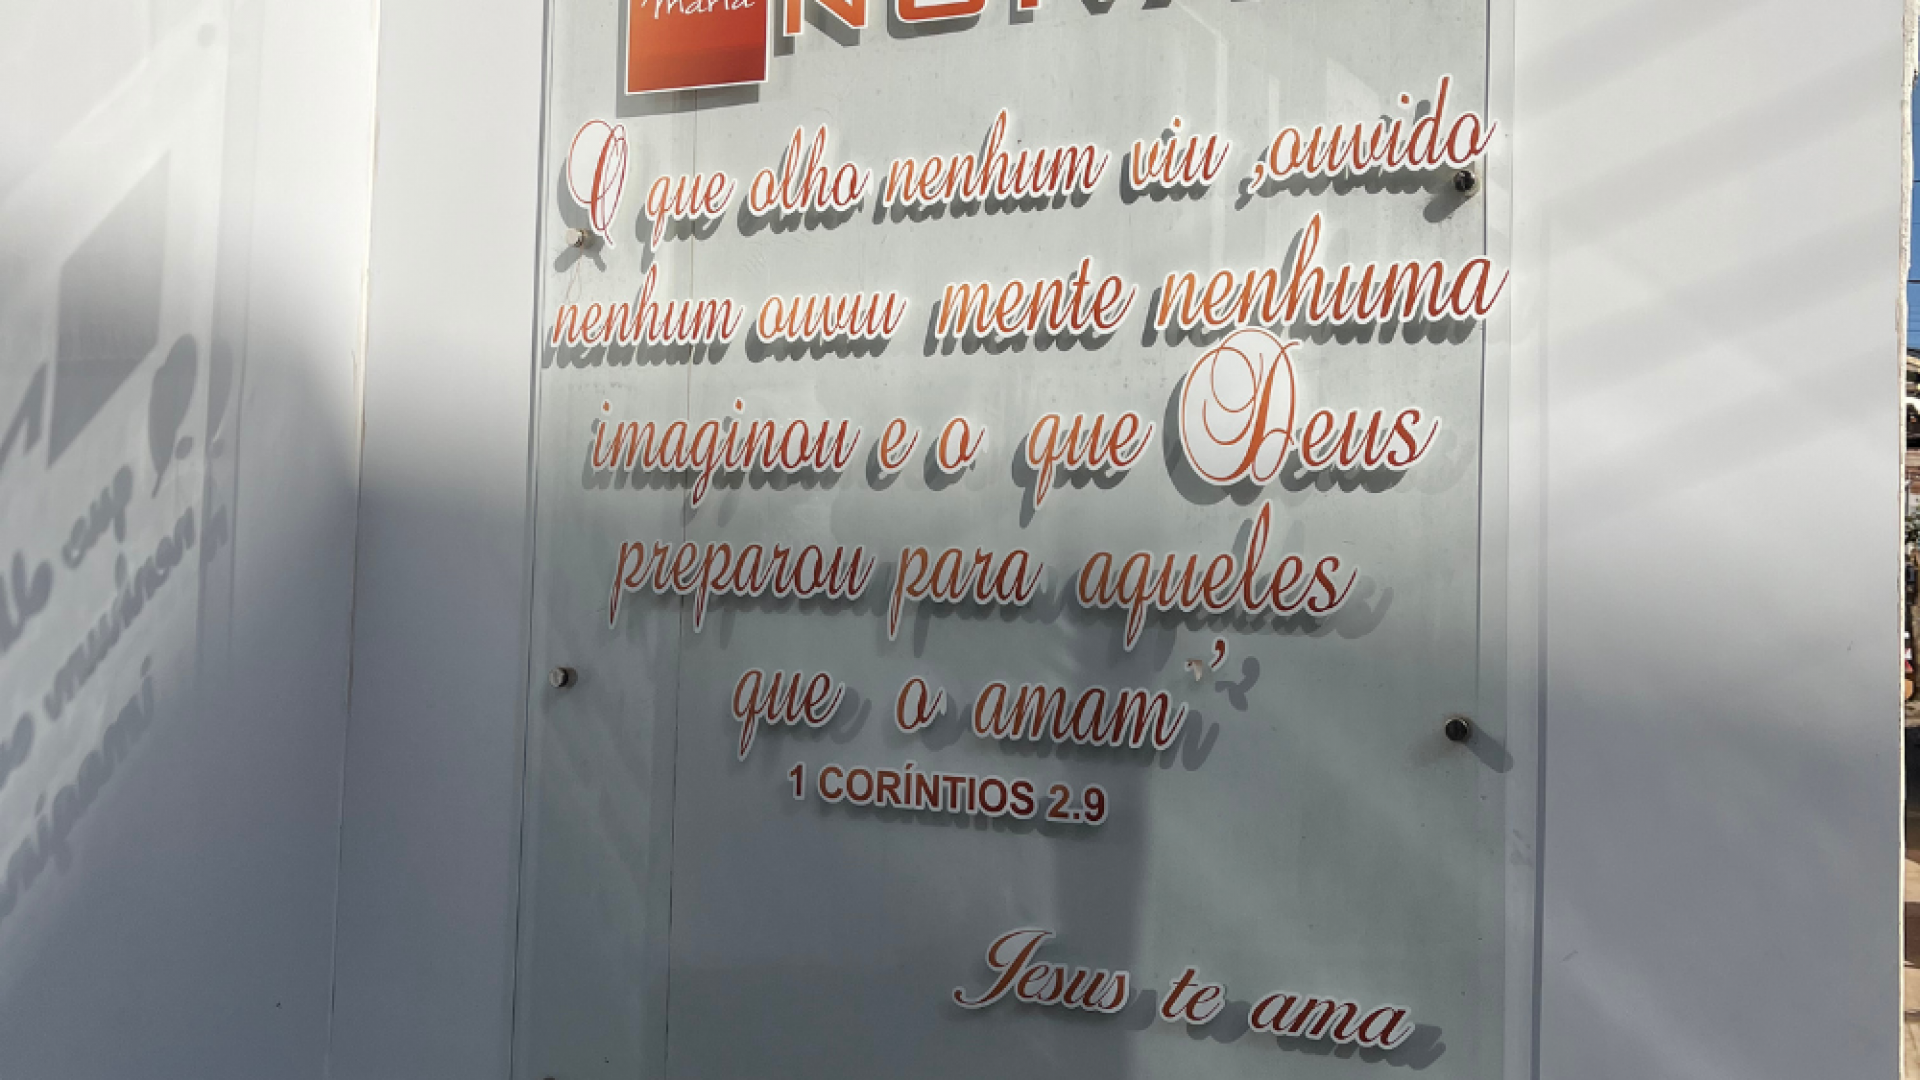 Maria
O que olho nenhum viu ,ouvido
nenhum ouviu mente nenhuma
imaginou e o que Deus
preparou para aqueles
que o amam”
1 CORÍNTIOS 2.9
Jesus te ama